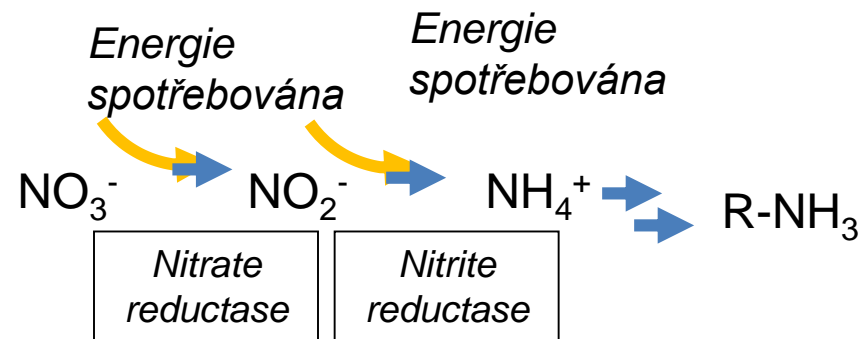 Energie
spotřebována
Energie
spotřebována
NO₃⁻ NO₂⁻ NH₄⁺ R-NH₃
Nitrate
reductase
Nitrite
reductase